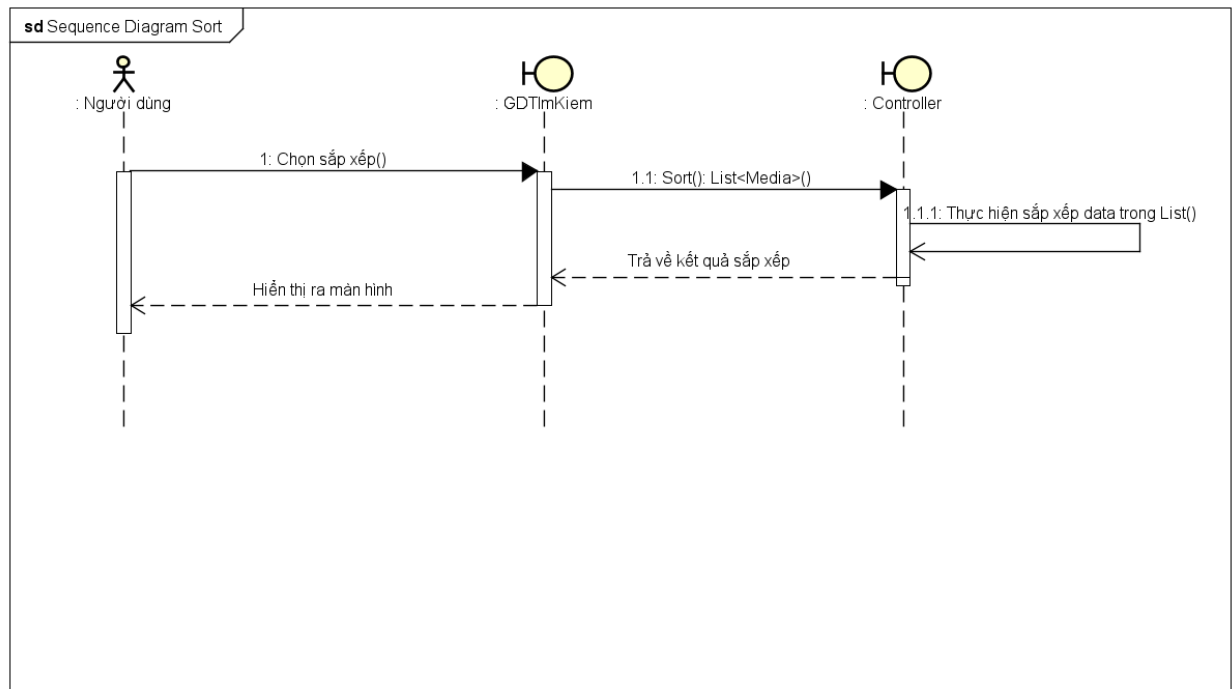 sd Sequence Diagram Sort
: Người dùng
: GDTImKiem
: Controller
1: Chọn sắp xếp()
1.1: Sort(): List<Media>()
1.1.1: Thực hiện sắp xếp data trong List()
Trả về kết quả sắp xếp
Hiển thị ra màn hình